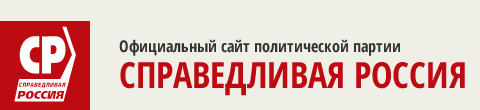 СР
СПРАВЕДЛИВАЯ
РОССИЯ
Официальный сайт политической партии
СПРАВЕДЛИВАЯ РОССИЯ